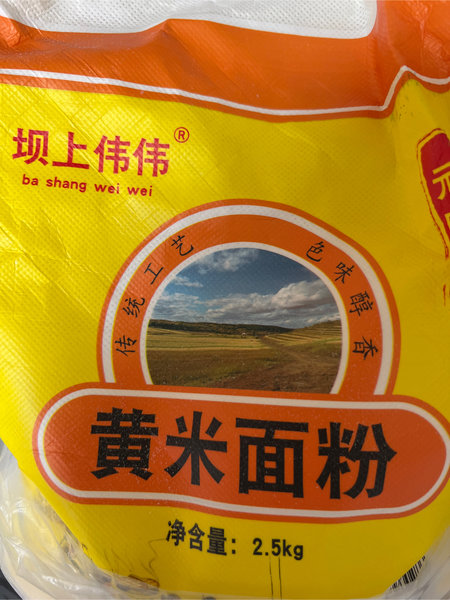 坝上伟伟®
ba shang wei wei
传统工艺 色味醇香
黄米面粉
净含量：2.5kg